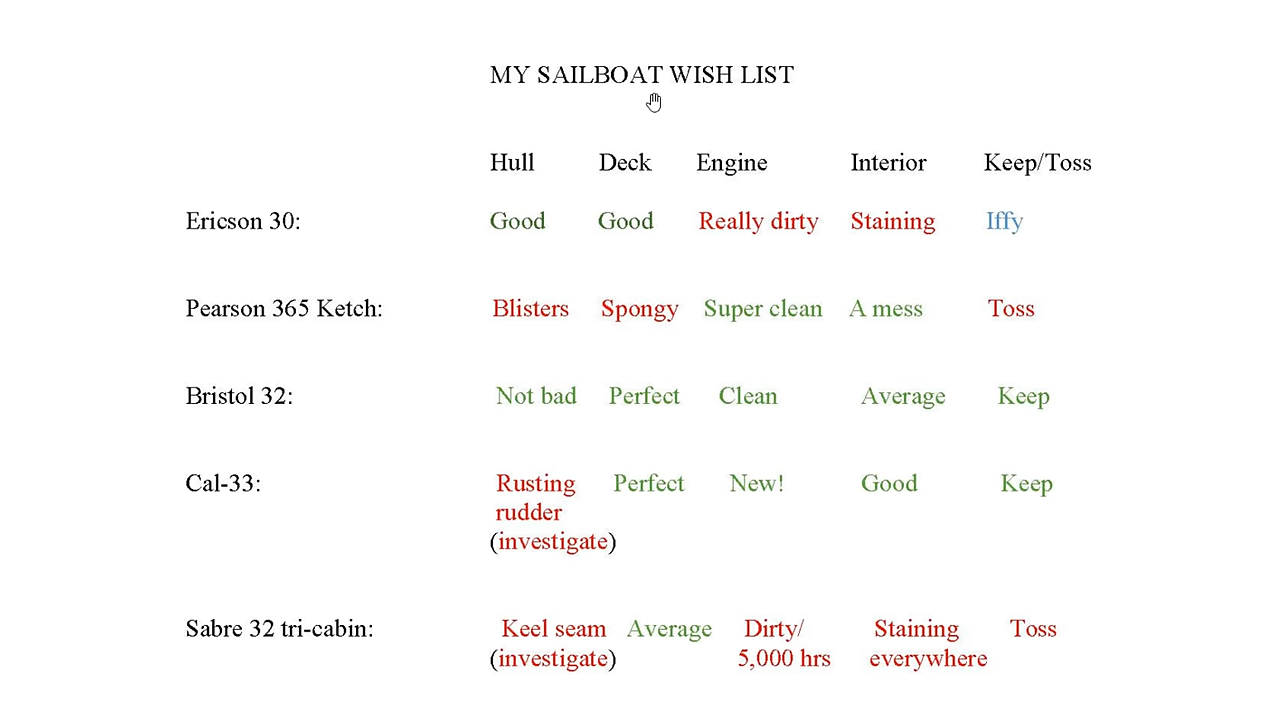 MY SAILBOAT WISH LIST
Hull Deck Engine Interior Keep/Toss
Ericson 30: Good Good Really dirty Staining Iffy
Pearson 365 Ketch: Blisters Spongy Super clean A mess Toss
Bristol 32: Not bad Perfect Clean Average Keep
Cal-33: Rusting Perfect New! Good Keep
rudder
(investigate)
Sabre 32 tri-cabin: Keel seam Average Dirty/ Staining Toss
(investigate) 5,000 hrs everywhere